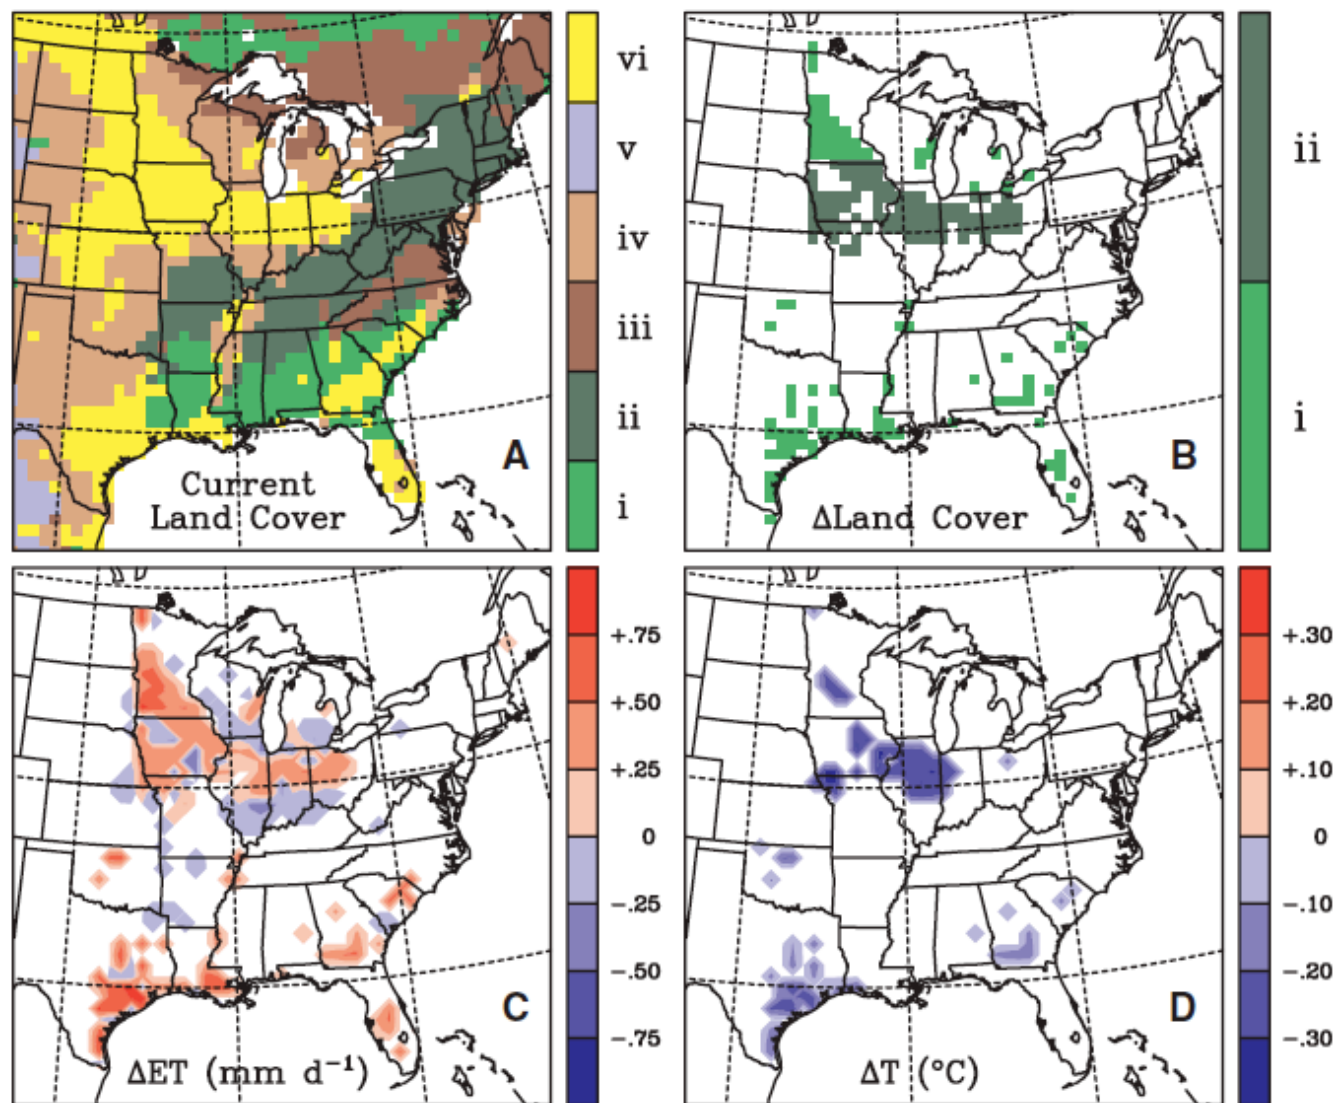 vi
v
iv
iii
ii
i
A
Current
Land Cover
ii
i
B
ΔLand Cover
+.75
+.50
+.25
0
-.25
-.50
-.75
C
ΔET (mm d⁻¹)
+.30
+.20
+.10
0
-.10
-.20
-.30
D
ΔT (°C)